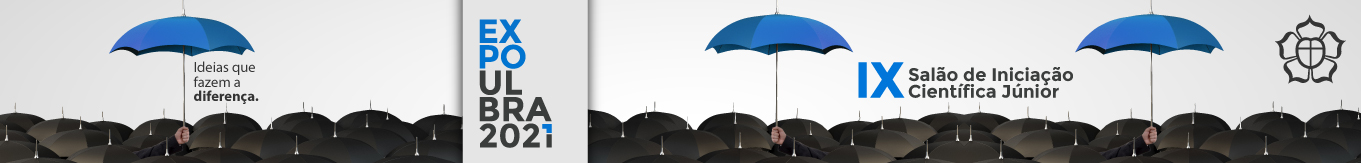 Ideias que
fazem a
diferença.
EX
PO
UL
BRA
2021
IX Salão de Iniciação
Científica Júnior